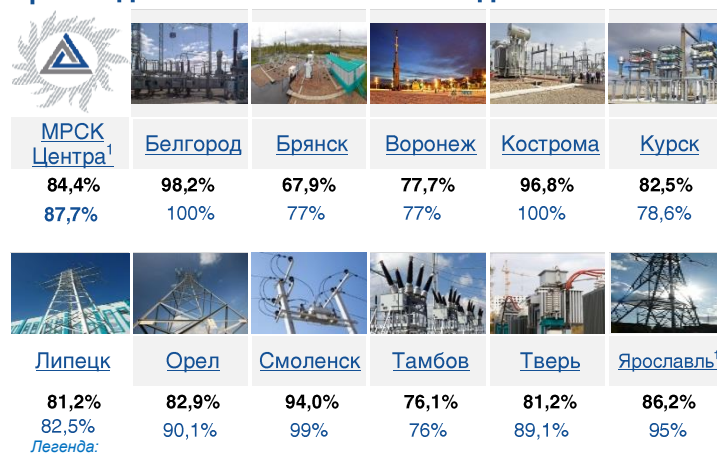 МРСК
Центра¹
Белгород
Брянск
Воронеж
Кострома
Курск
84,4%
98,2%
67,9%
77,7%
96,8%
82,5%
87,7%
100%
77%
77%
100%
78,6%
Липецк
Орел
Смоленск
Тамбов
Тверь
Ярославль¹
81,2%
82,9%
94,0%
76,1%
81,2%
86,2%
82,5%
90,1%
99%
76%
89,1%
95%
Легенда: